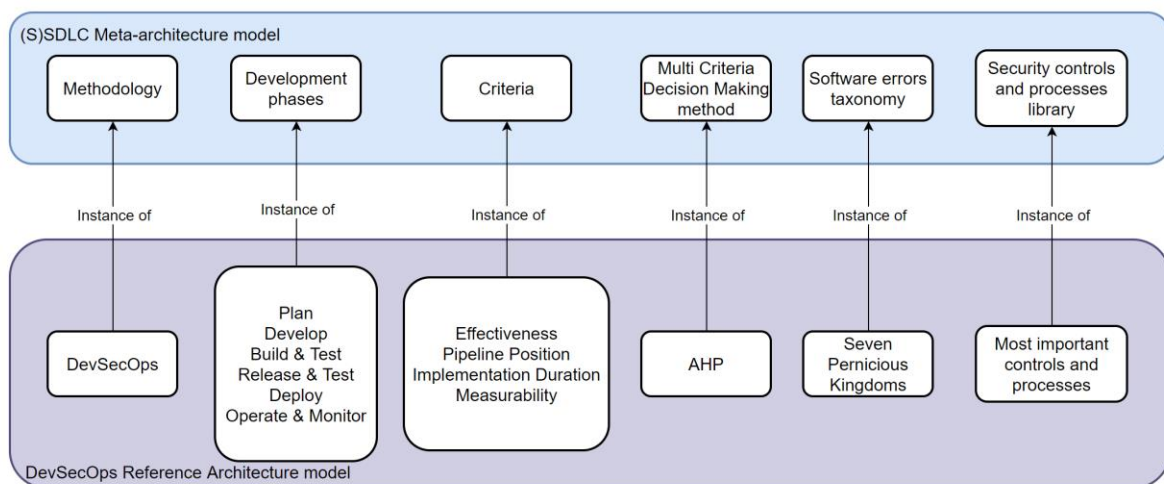 (S)SDLC Meta-architecture model
Methodology
Development
phases
Criteria
Multi Criteria
Decision Making
method
Software errors
taxonomy
Security controls
and processes
library
Instance of
Instance of
Instance of
Instance of
Instance of
Instance of
DevSecOps
Plan
Develop
Build & Test
Release & Test
Deploy
Operate & Monitor
Effectiveness
Pipeline Position
Implementation Duration
Measurability
AHP
Seven
Pernicious
Kingdoms
Most important
controls and
processes
DevSecOps Reference Architecture model